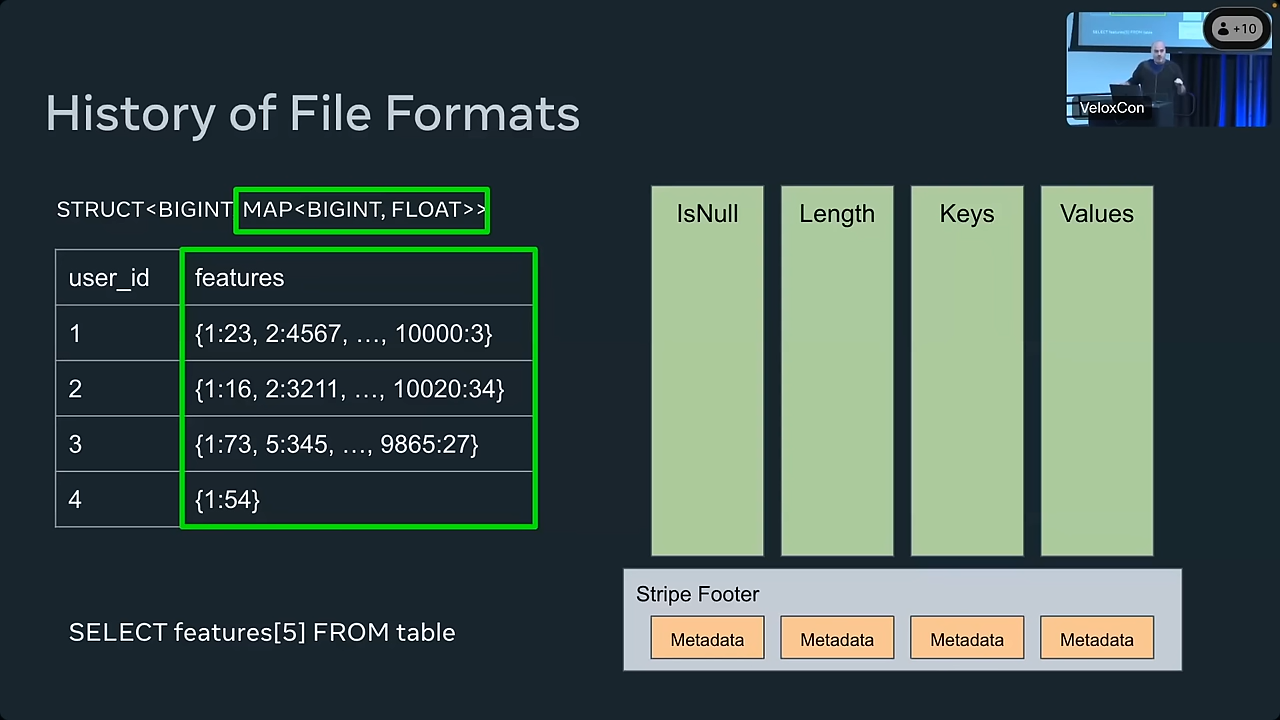 +10
VeloxCon
History of File Formats
STRUCT<BIGINT MAP<BIGINT, FLOAT>>
user_id features
1 {1:23, 2:4567, …, 10000:3}
2 {1:16, 2:3211, …, 10020:34}
3 {1:73, 5:345, …, 9865:27}
4 {1:54}
SELECT features[5] FROM table
IsNull Length Keys Values
Stripe Footer
Metadata Metadata Metadata Metadata